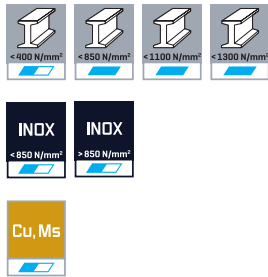 <400 N/mm² <850 N/mm² <1100 N/mm² <1300 N/mm²
INOX INOX
<850 N/mm² >850 N/mm²
Cu, Ms